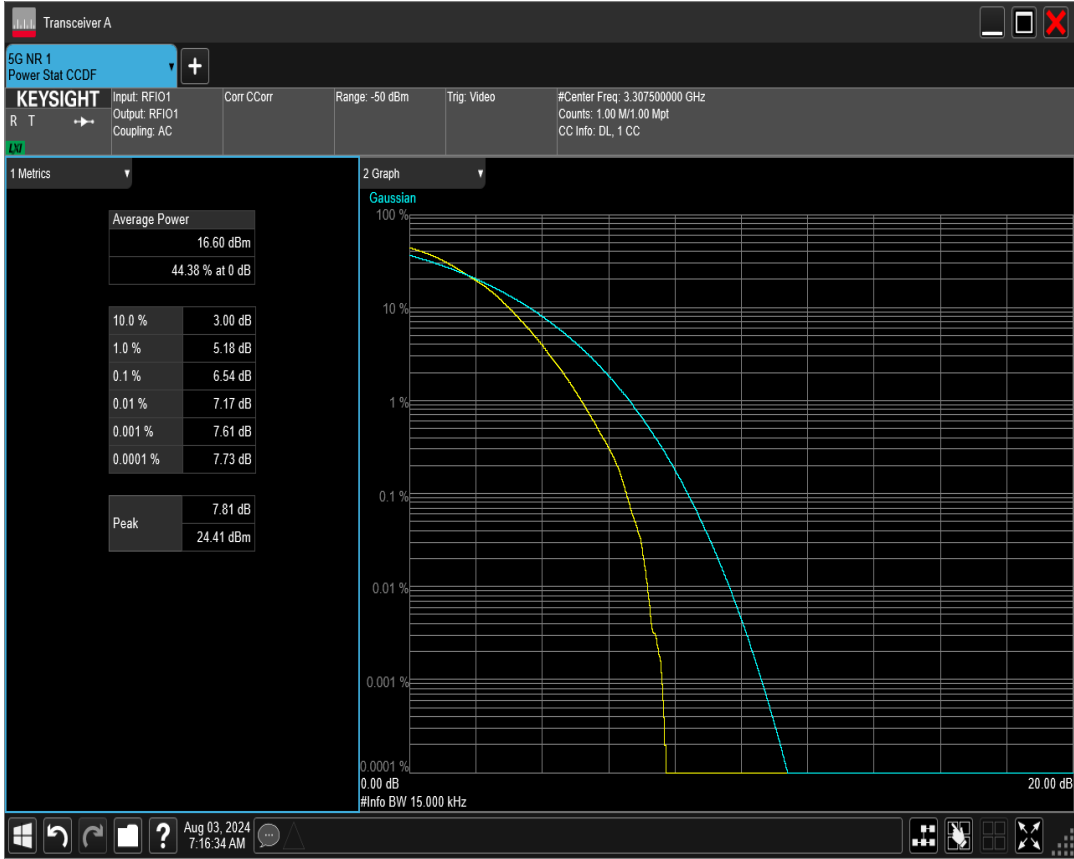 Transceiver A
5G NR 1
Power Stat CCDF
KEYSIGHT
R T
LXI
Input: RFIO1
Output: RFIO1
Coupling: AC
Corr CCorr
Range: -50 dBm
Trig: Video
#Center Freq: 3.307500000 GHz
Counts: 1.00 M/1.00 Mpt
CC Info: DL, 1 CC
1 Metrics
Average Power
16.60 dBm
44.38 % at 0 dB
10.0 % 3.00 dB
1.0 % 5.18 dB
0.1 % 6.54 dB
0.01 % 7.17 dB
0.001 % 7.61 dB
0.0001 % 7.73 dB
Peak
7.81 dB
24.41 dBm
2 Graph
Gaussian
100 %
10 %
1 %
0.1 %
0.01 %
0.001 %
0.0001 %
0.00 dB
20.00 dB
#Info BW 15.000 kHz
?
Aug 03, 2024
7:16:34 AM